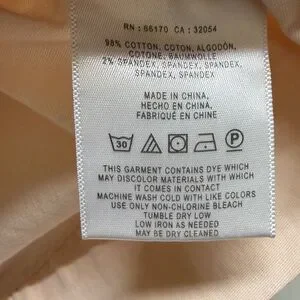 RN : 66170 CA : 32054
98% COTTON, COTON, ALGODÓN,
COTONE, BAUMWOLLE
2% SPANDEX, SPANDEX, SPANDEX,
SPANDEX, SPANDEX
MADE IN CHINA,
HECHO EN CHINA,
FABRIQUÉ EN CHINE
30 P
THIS GARMENT CONTAINS DYE WHICH
MAY DISCOLOR MATERIALS WITH WHICH
IT COMES IN CONTACT
MACHINE WASH COLD WITH LIKE COLORS
USE ONLY NON-CHLORINE BLEACH
TUMBLE DRY LOW
LOW IRON AS NEEDED
MAY BE DRY CLEANED